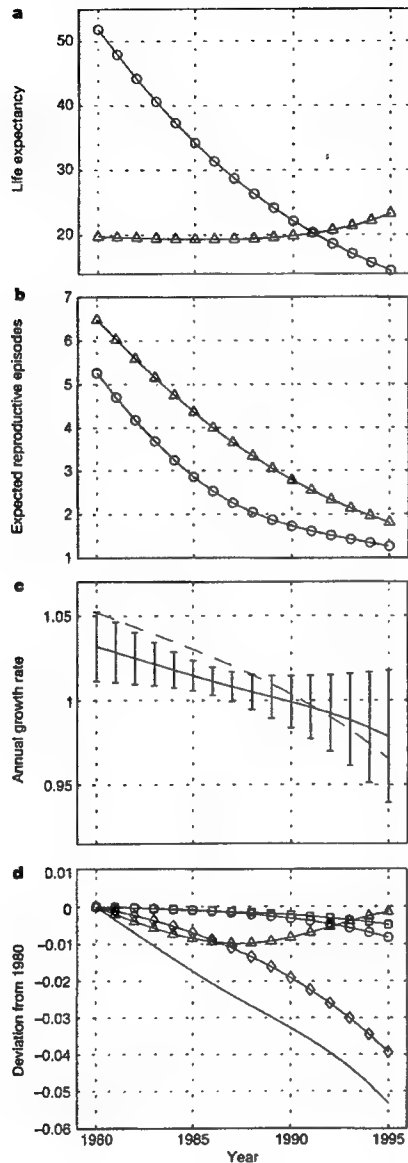 a
50
40
30
20
Life expectancy
b
7
6
5
4
3
2
1
Expected reproductive episodes
c
1.05
1
0.95
Annual growth rate
d
0.01
0
−0.01
−0.02
−0.03
−0.04
−0.05
−0.06
Deviation from 1980
1980 1985 1990 1995
Year